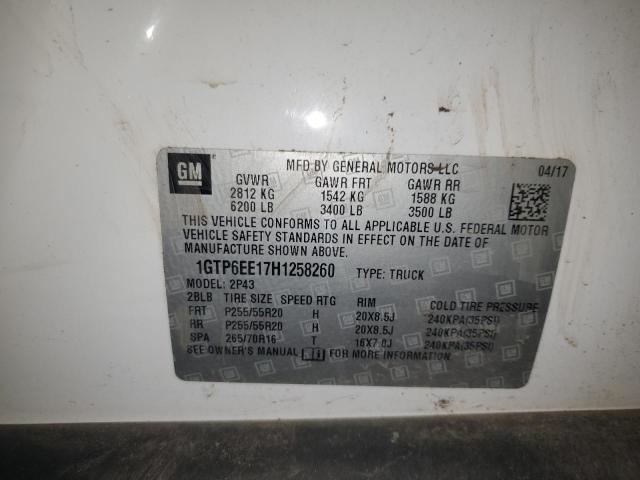 GM MFD BY GENERAL MOTORS LLC 04/17
GVWR GAWR FRT GAWR RR
2812 KG 1542 KG 1588 KG
6200 LB 3400 LB 3500 LB
THIS VEHICLE CONFORMS TO ALL APPLICABLE U.S. FEDERAL MOTOR
VEHICLE SAFETY STANDARDS IN EFFECT ON THE DATE OF
MANUFACTURE SHOWN ABOVE.
1GTP6EE17H1258260 TYPE: TRUCK
MODEL: 2P43
2BLB TIRE SIZE SPEED RTG RIM COLD TIRE PRESSURE
FRT P255/55R20 H 20X8.5J 240KPA(35PSI)
RR P255/55R20 H 20X8.5J 240KPA(35PSI)
SPA 265/70R16 T 16X7.0J 240KPA(35PSI)
SEE OWNER'S MANUAL FOR MORE INFORMATION.